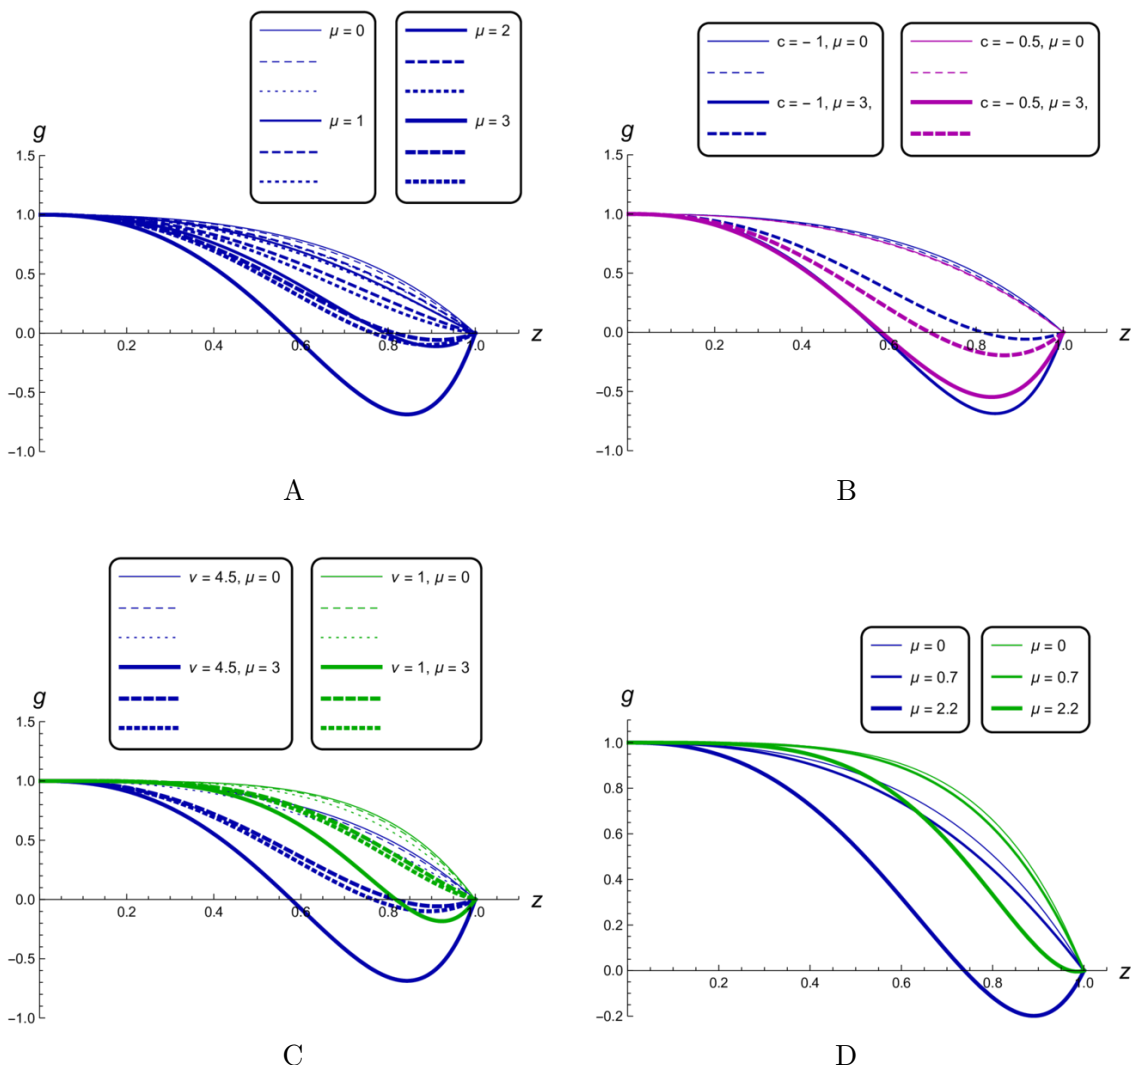 μ = 0
μ = 1
μ = 2
μ = 3
g
1.5
1.0
0.5
0.0
−0.5
−1.0
0.2
0.4
0.6
0.8
1.0
z
A
c = − 1, μ = 0
c = − 1, μ = 3,
c = − 0.5, μ = 0
c = − 0.5, μ = 3,
g
1.5
1.0
0.5
0.0
−0.5
−1.0
0.2
0.4
0.6
0.8
1.0
z
B
ν = 4.5, μ = 0
ν = 4.5, μ = 3
ν = 1, μ = 0
ν = 1, μ = 3
g
1.5
1.0
0.5
0.0
−0.5
−1.0
0.2
0.4
0.6
0.8
1.0
z
C
μ = 0
μ = 0.7
μ = 2.2
μ = 0
μ = 0.7
μ = 2.2
g
1.0
0.8
0.6
0.4
0.2
0.0
−0.2
0.2
0.4
0.6
0.8
1.0
z
D